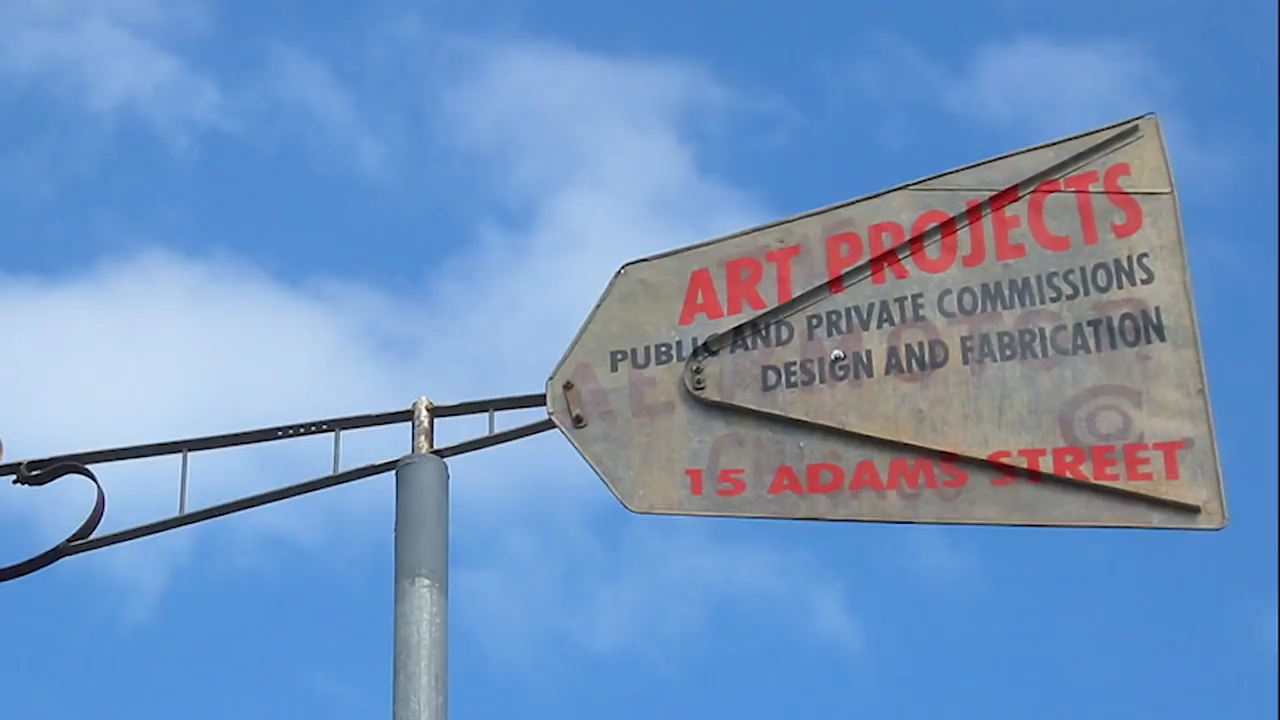 ART PROJECTS
PUBLIC AND PRIVATE COMMISSIONS
DESIGN AND FABRICATION
15 ADAMS STREET